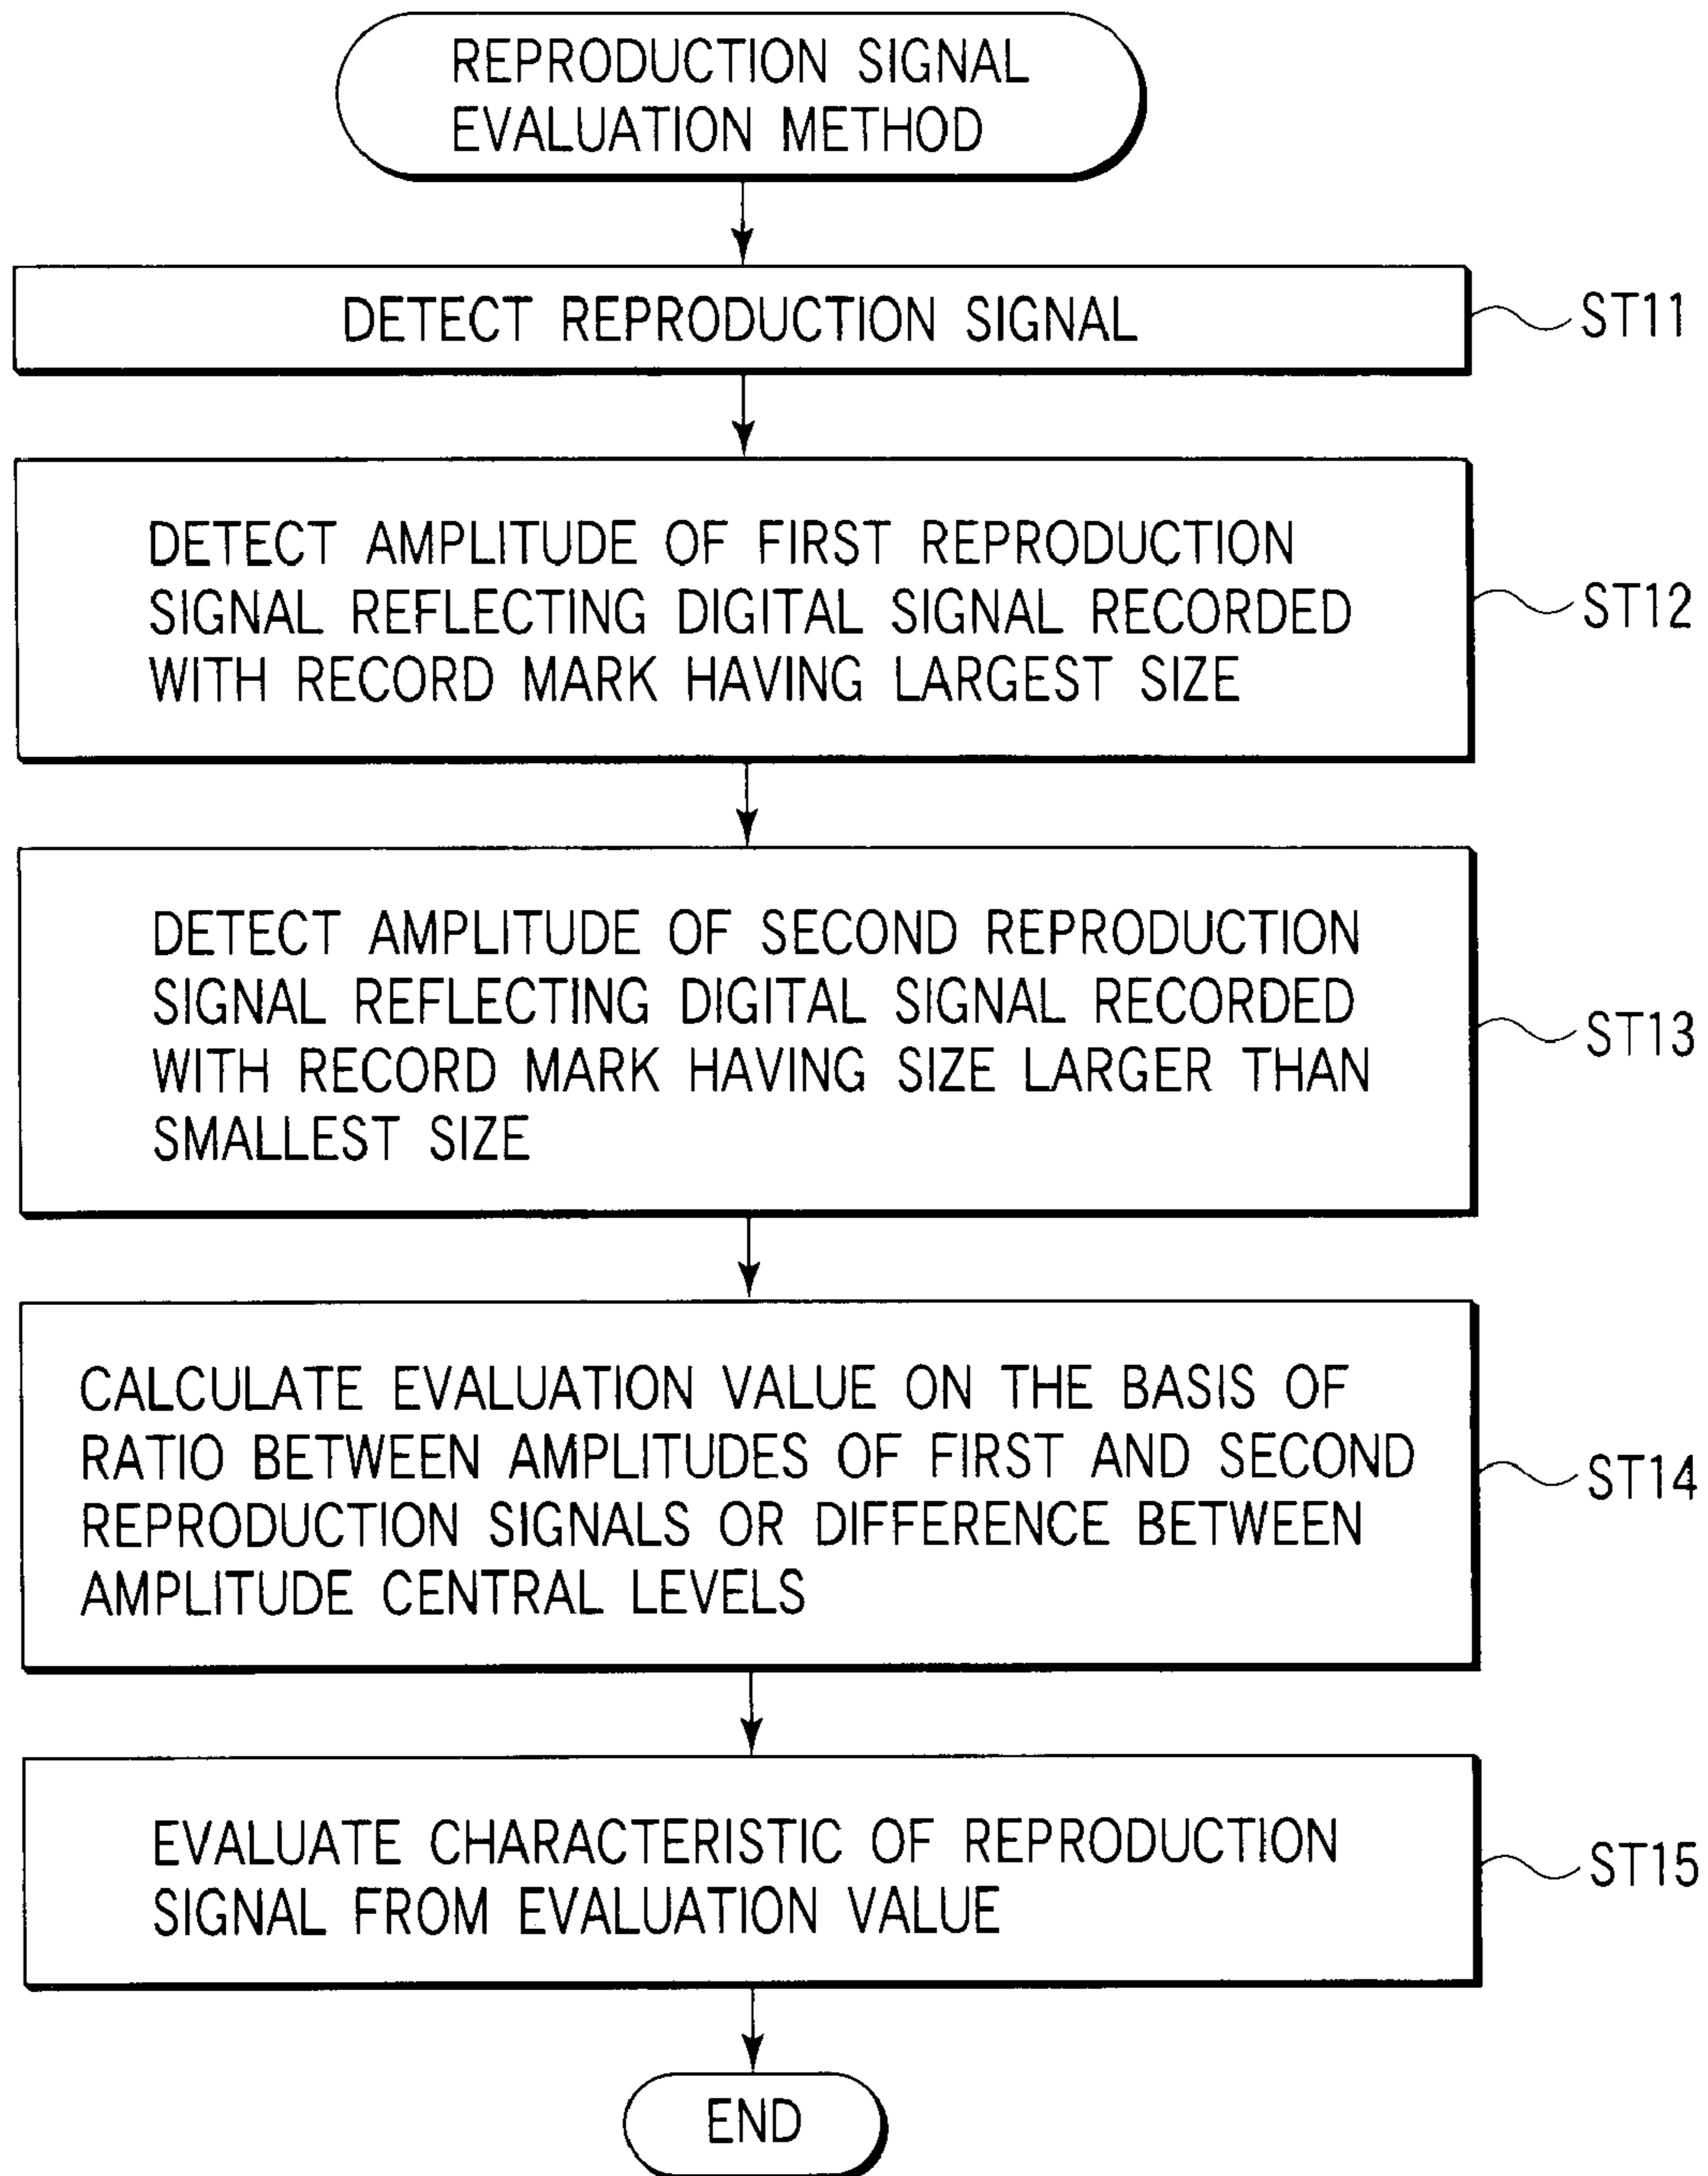 REPRODUCTION SIGNAL
EVALUATION METHOD
DETECT REPRODUCTION SIGNAL
ST11
DETECT AMPLITUDE OF FIRST REPRODUCTION
SIGNAL REFLECTING DIGITAL SIGNAL RECORDED
WITH RECORD MARK HAVING LARGEST SIZE
ST12
DETECT AMPLITUDE OF SECOND REPRODUCTION
SIGNAL REFLECTING DIGITAL SIGNAL RECORDED
WITH RECORD MARK HAVING SIZE LARGER THAN
SMALLEST SIZE
ST13
CALCULATE EVALUATION VALUE ON THE BASIS OF
RATIO BETWEEN AMPLITUDES OF FIRST AND SECOND
REPRODUCTION SIGNALS OR DIFFERENCE BETWEEN
AMPLITUDE CENTRAL LEVELS
ST14
EVALUATE CHARACTERISTIC OF REPRODUCTION
SIGNAL FROM EVALUATION VALUE
ST15
END